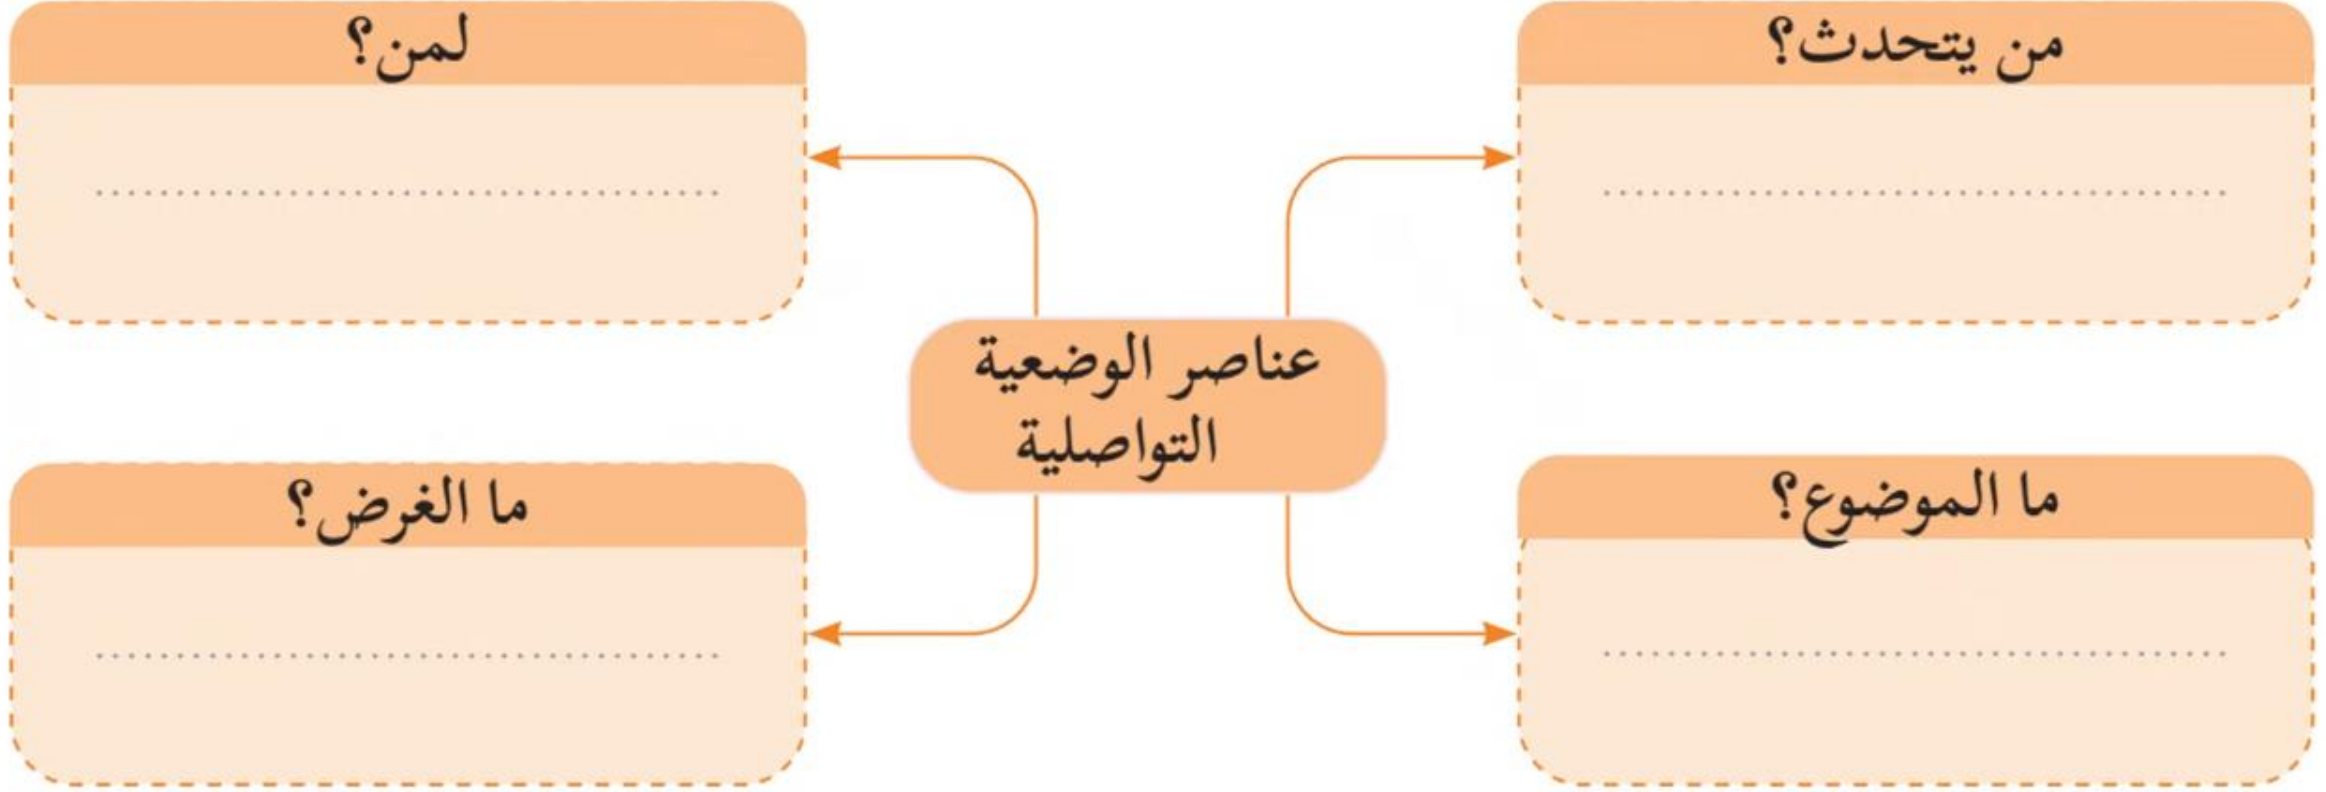 من يتحدث؟
لمن؟
عناصر الوضعية
التواصلية
ما الموضوع؟
ما الغرض؟